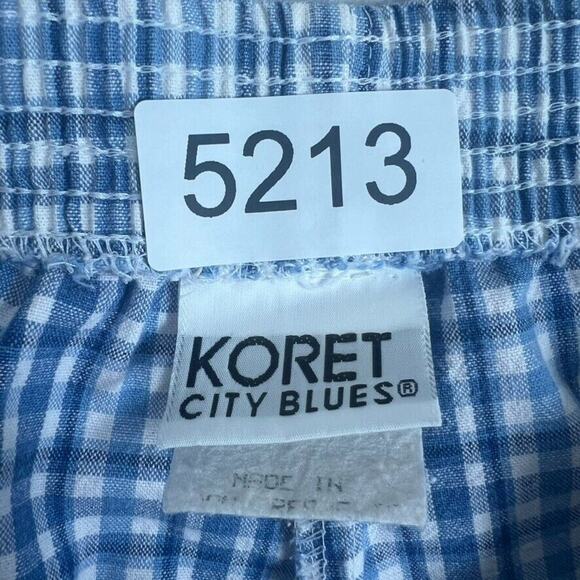 5213
KORET
CITY BLUES®
MADE IN